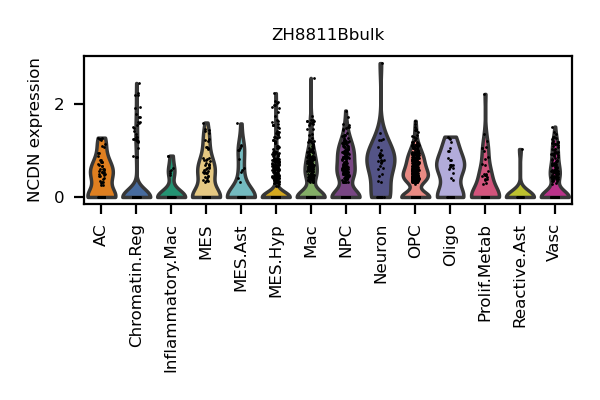 ZH8811Bbulk
NCDN expression
2
0
AC
Chromatin.Reg
Inflammatory.Mac
MES
MES.Ast
MES.Hyp
Mac
NPC
Neuron
OPC
Oligo
Prolif.Metab
Reactive.Ast
Vasc